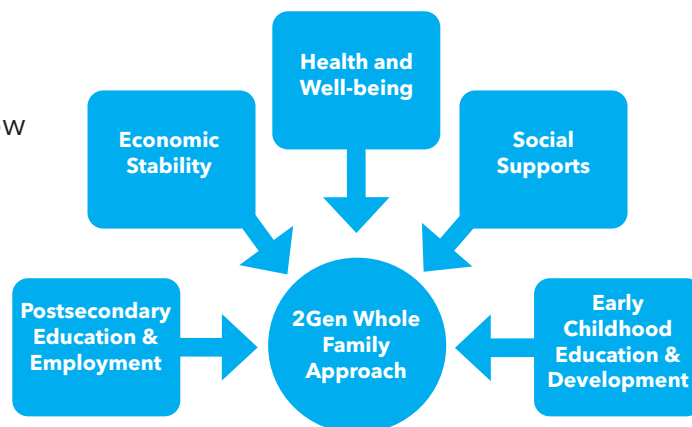 Health and
Well-being
w
Economic
Stability
Social
Supports
Postsecondary
Education &
Employment
2Gen Whole
Family
Approach
Early
Childhood
Education &
Development